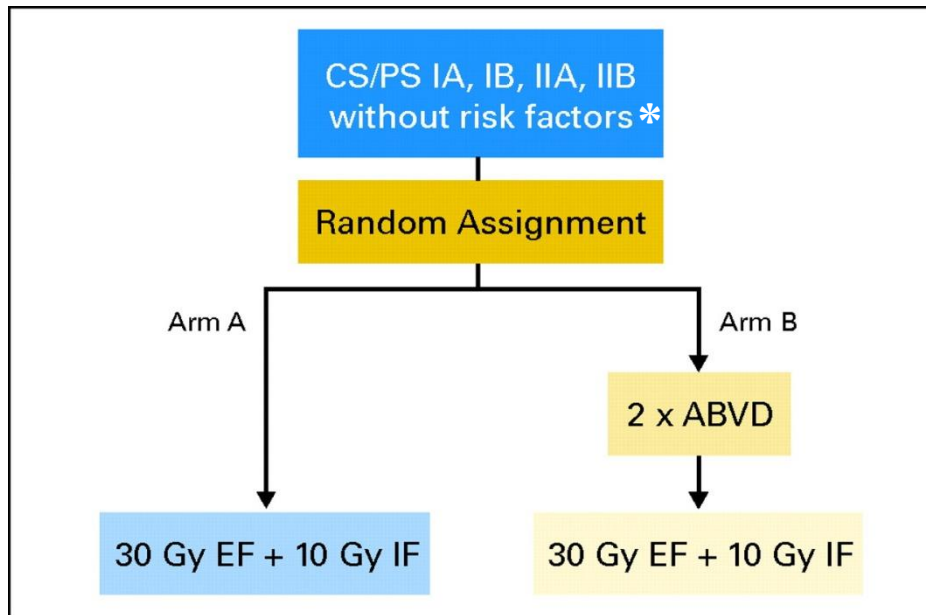 CS/PS IA, IB, IIA, IIB
without risk factors*
Random Assignment
Arm A
Arm B
2 x ABVD
30 Gy EF + 10 Gy IF
30 Gy EF + 10 Gy IF